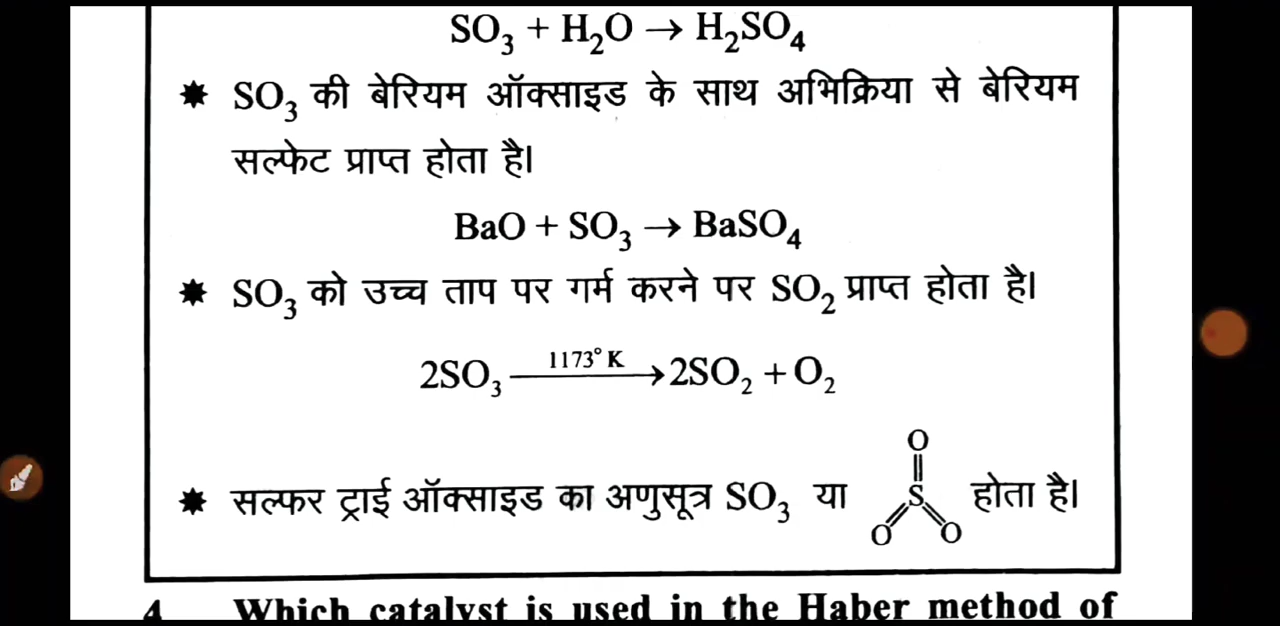 SO₃ + H₂O → H₂SO₄
✷ SO₃ की बेरियम ऑक्साइड के साथ अभिक्रिया से बेरियम
सल्फेट प्राप्त होता है।
BaO + SO₃ → BaSO₄
✷ SO₃ को उच्च ताप पर गर्म करने पर SO₂ प्राप्त होता है।
2SO₃ —1173° K→ 2SO₂ + O₂
O
✷ सल्फर ट्राई ऑक्साइड का अणुसूत्र SO₃ या S होता है।
O O
4 Which catalyst is used in the Haber method of